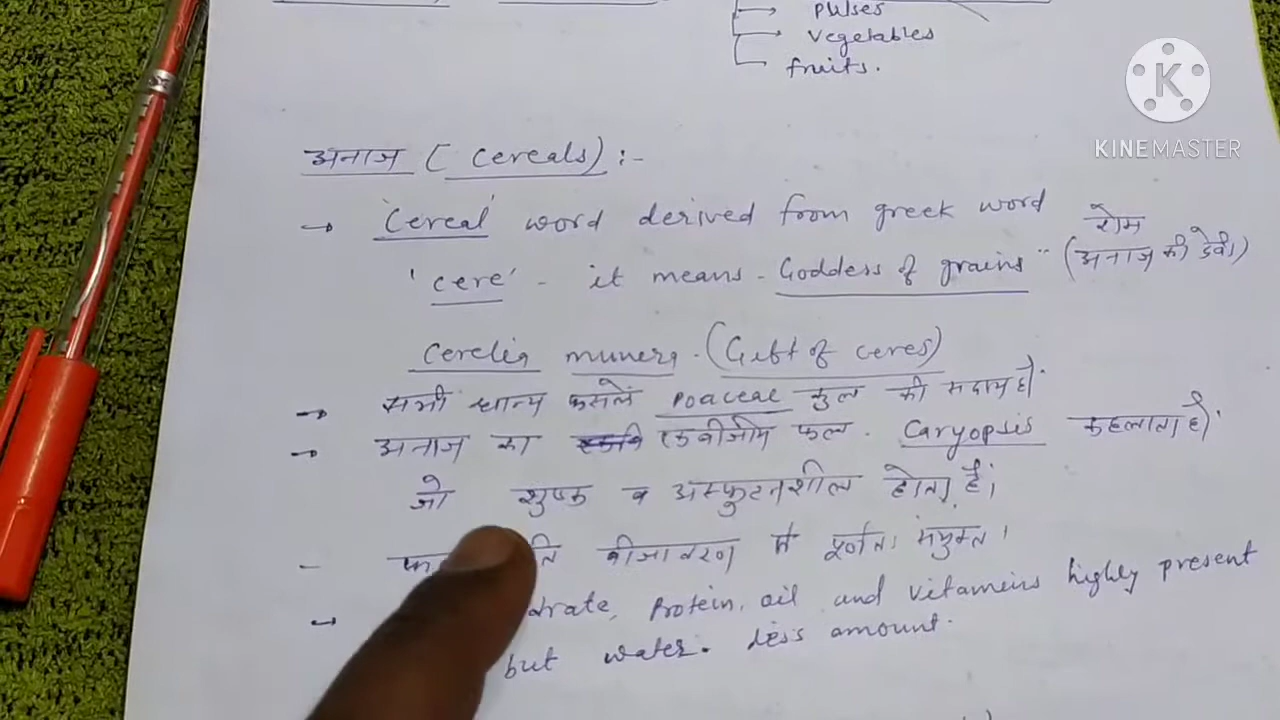 pulses
vegetables
fruits.
K
KINEMASTER
अनाज (cereals) :-
→ 'cereal' word derived from greek word
'cere' - it means - Goddess of grains" रोम (अनाज की देवी)
Cerelia munera. (Gift of ceres)
→ सभी धान्य फसलें poaceae कुल की सदस्य है।
→ अनाज का एकबीजीय फल. Caryopsis कहलाता है।
जो शुष्क व अस्फुटनशील होता है।
- बीजावरण से पूर्णतः संयुक्त।
→ drate, protein, oil and vitamins highly present
but water. less amount.